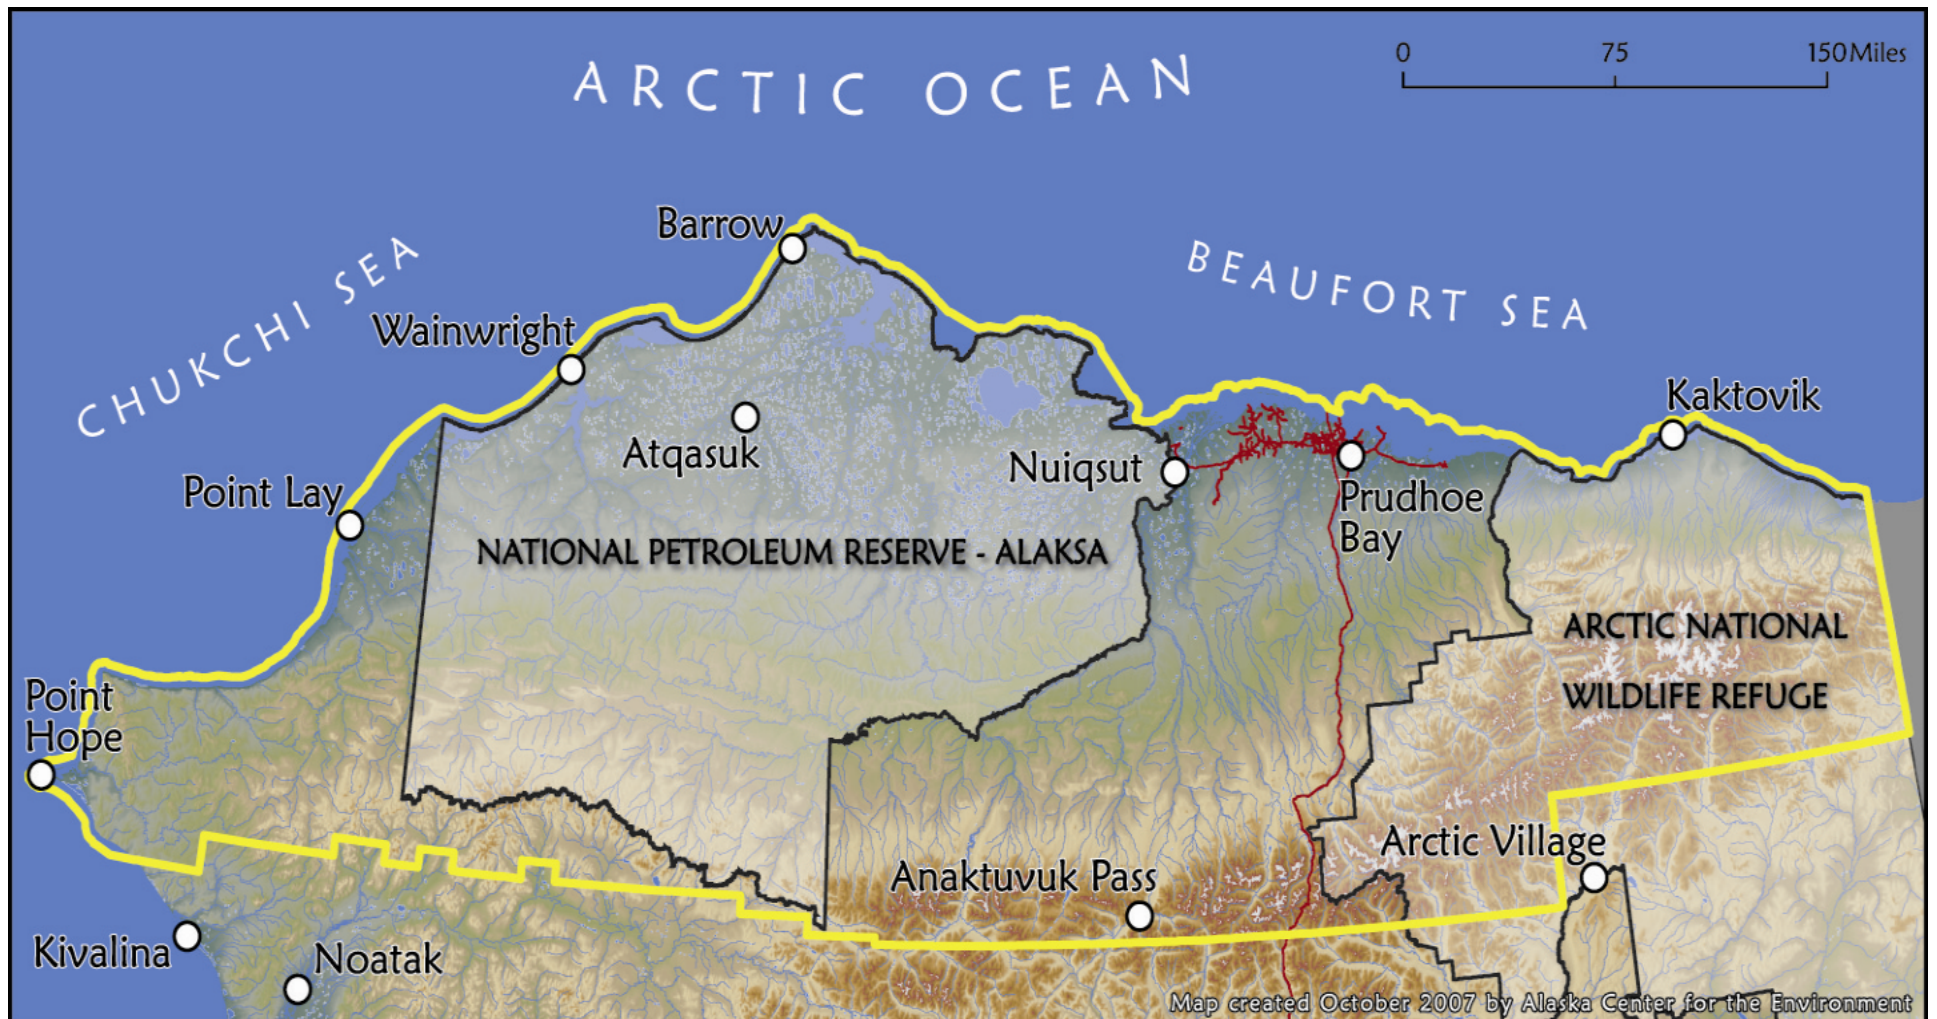 0 75 150 Miles
ARCTIC OCEAN
Barrow
CHUKCHI SEA
BEAUFORT SEA
Wainwright
Kaktovik
Atqasuk
Nuiqsut
Point Lay
Prudhoe
Bay
NATIONAL PETROLEUM RESERVE - ALAKSA
ARCTIC NATIONAL
WILDLIFE REFUGE
Point
Hope
Arctic Village
Anaktuvuk Pass
Kivalina
Noatak
Map created October 2007 by Alaska Center for the Environment